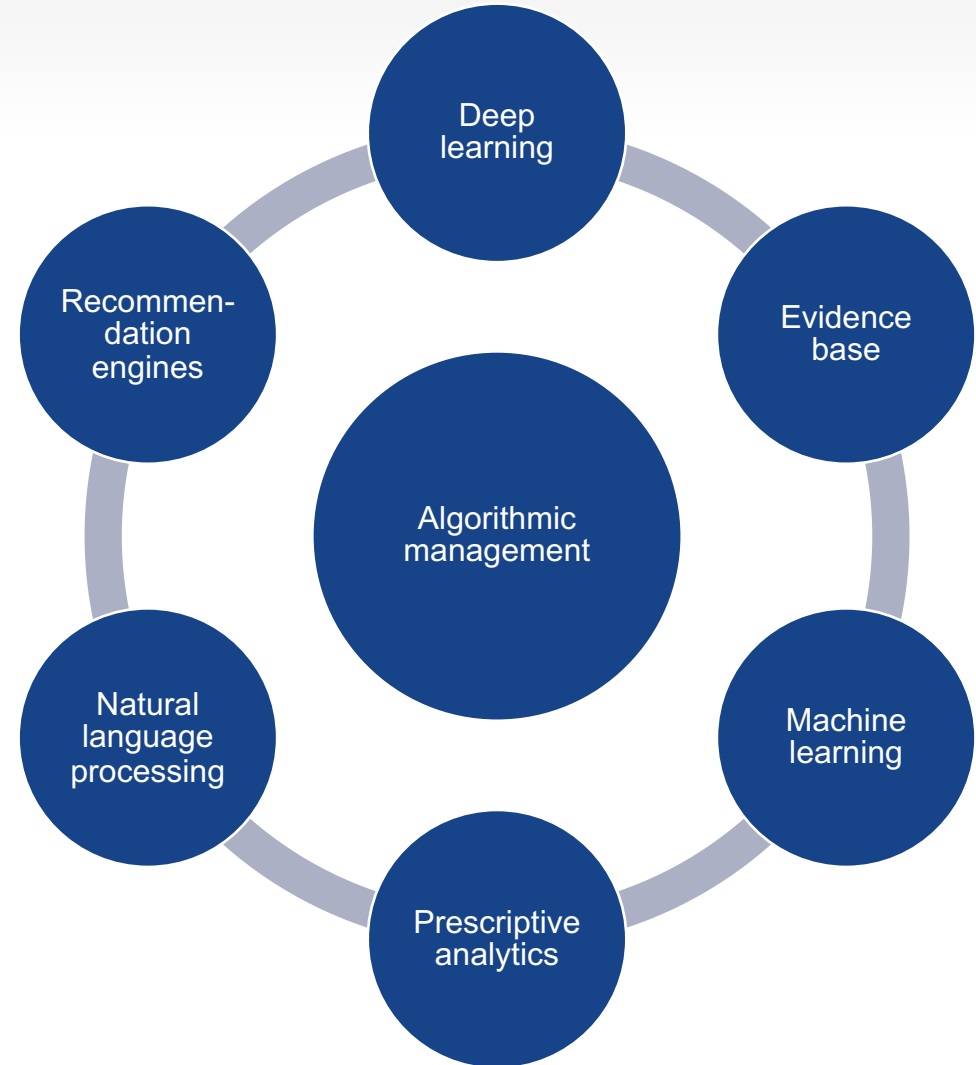 Deep
learning
Recommen-
dation
engines
Evidence
base
Algorithmic
management
Natural
language
processing
Machine
learning
Prescriptive
analytics